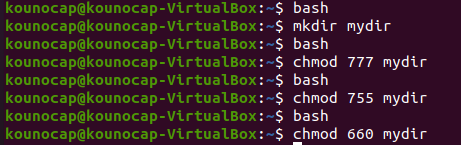 kounocap@kounocap-VirtualBox:~$ bash
kounocap@kounocap-VirtualBox:~$ mkdir mydir
kounocap@kounocap-VirtualBox:~$ bash
kounocap@kounocap-VirtualBox:~$ chmod 777 mydir
kounocap@kounocap-VirtualBox:~$ bash
kounocap@kounocap-VirtualBox:~$ chmod 755 mydir
kounocap@kounocap-VirtualBox:~$ bash
kounocap@kounocap-VirtualBox:~$ chmod 660 mydir